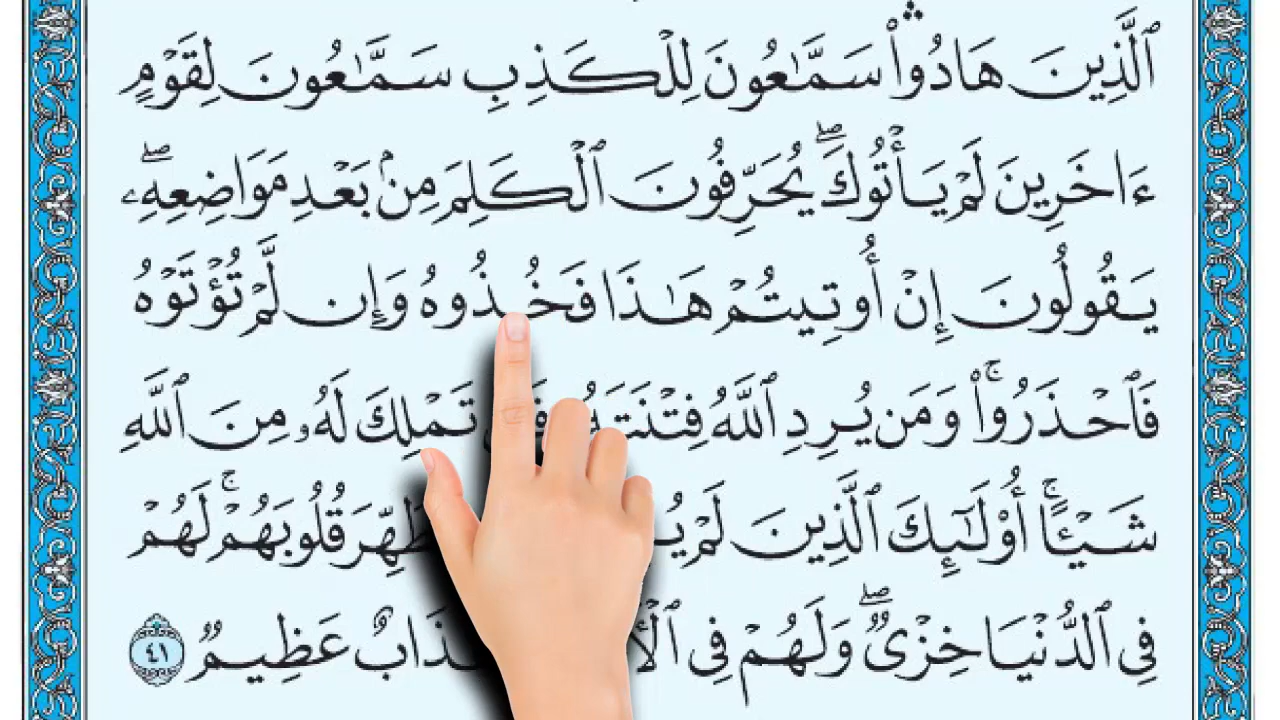 ٱلَّذِينَ هَادُوا۟ ۛ سَمَّـٰعُونَ لِلْكَذِبِ سَمَّـٰعُونَ لِقَوْمٍ
ءَاخَرِينَ لَمْ يَأْتُوكَ ۖ يُحَرِّفُونَ ٱلْكَلِمَ مِنۢ بَعْدِ مَوَاضِعِهِۦ ۖ
يَقُولُونَ إِنْ أُوتِيتُمْ هَـٰذَا فَخُذُوهُ وَإِن لَّمْ تُؤْتَوْهُ
فَٱحْذَرُوا۟ ۚ وَمَن يُرِدِ ٱللَّهُ فِتْنَتَهُۥ تَمْلِكَ لَهُۥ مِنَ ٱللَّهِ
شَيْـًٔا ۚ أُو۟لَـٰٓئِكَ ٱلَّذِينَ لَمْ قُلُوبَهُمْ ۚ لَهُمْ
فِى ٱلدُّنْيَا خِزْىٌ ۖ وَلَهُمْ فِى عَظِيمٌ ٤١